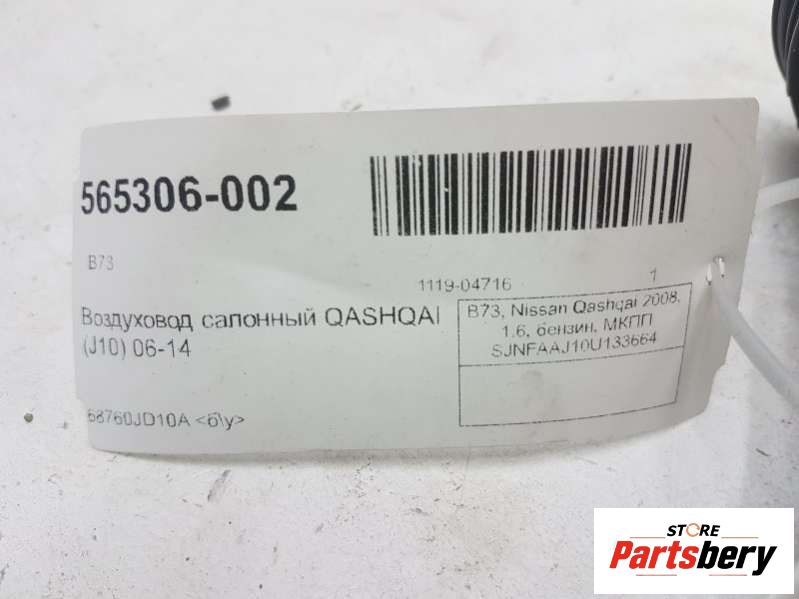 565306-002
B73
1119-04716 1
Воздуховод салонный QASHQAI
(J10) 06-14
B73, Nissan Qashqai 2008,
1.6, бензин, МКПП
SJNFAAJ10U133664
68760JD10A <б\у>
STORE
Partsbery